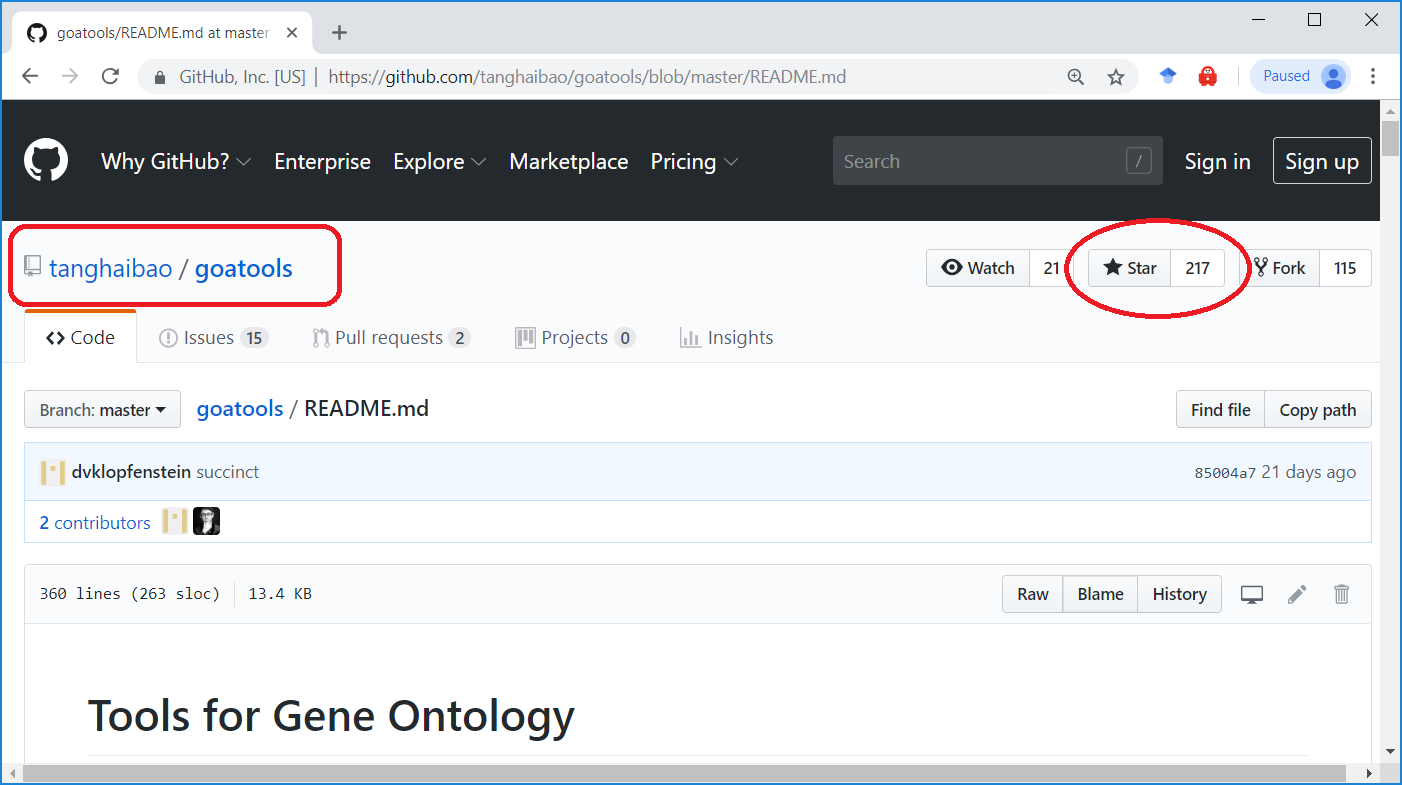 goatools/README.md at master
GitHub, Inc. [US] | https://github.com/tanghaibao/goatools/blob/master/README.md
Paused
Why GitHub? Enterprise Explore Marketplace Pricing
Search /
Sign in Sign up
tanghaibao / goatools
Watch 21 Star 217 Fork 115
Code Issues 15 Pull requests 2 Projects 0 Insights
Branch: master goatools / README.md Find file Copy path
dvklopfenstein succinct 85004a7 21 days ago
2 contributors
360 lines (263 sloc) 13.4 KB Raw Blame History
Tools for Gene Ontology